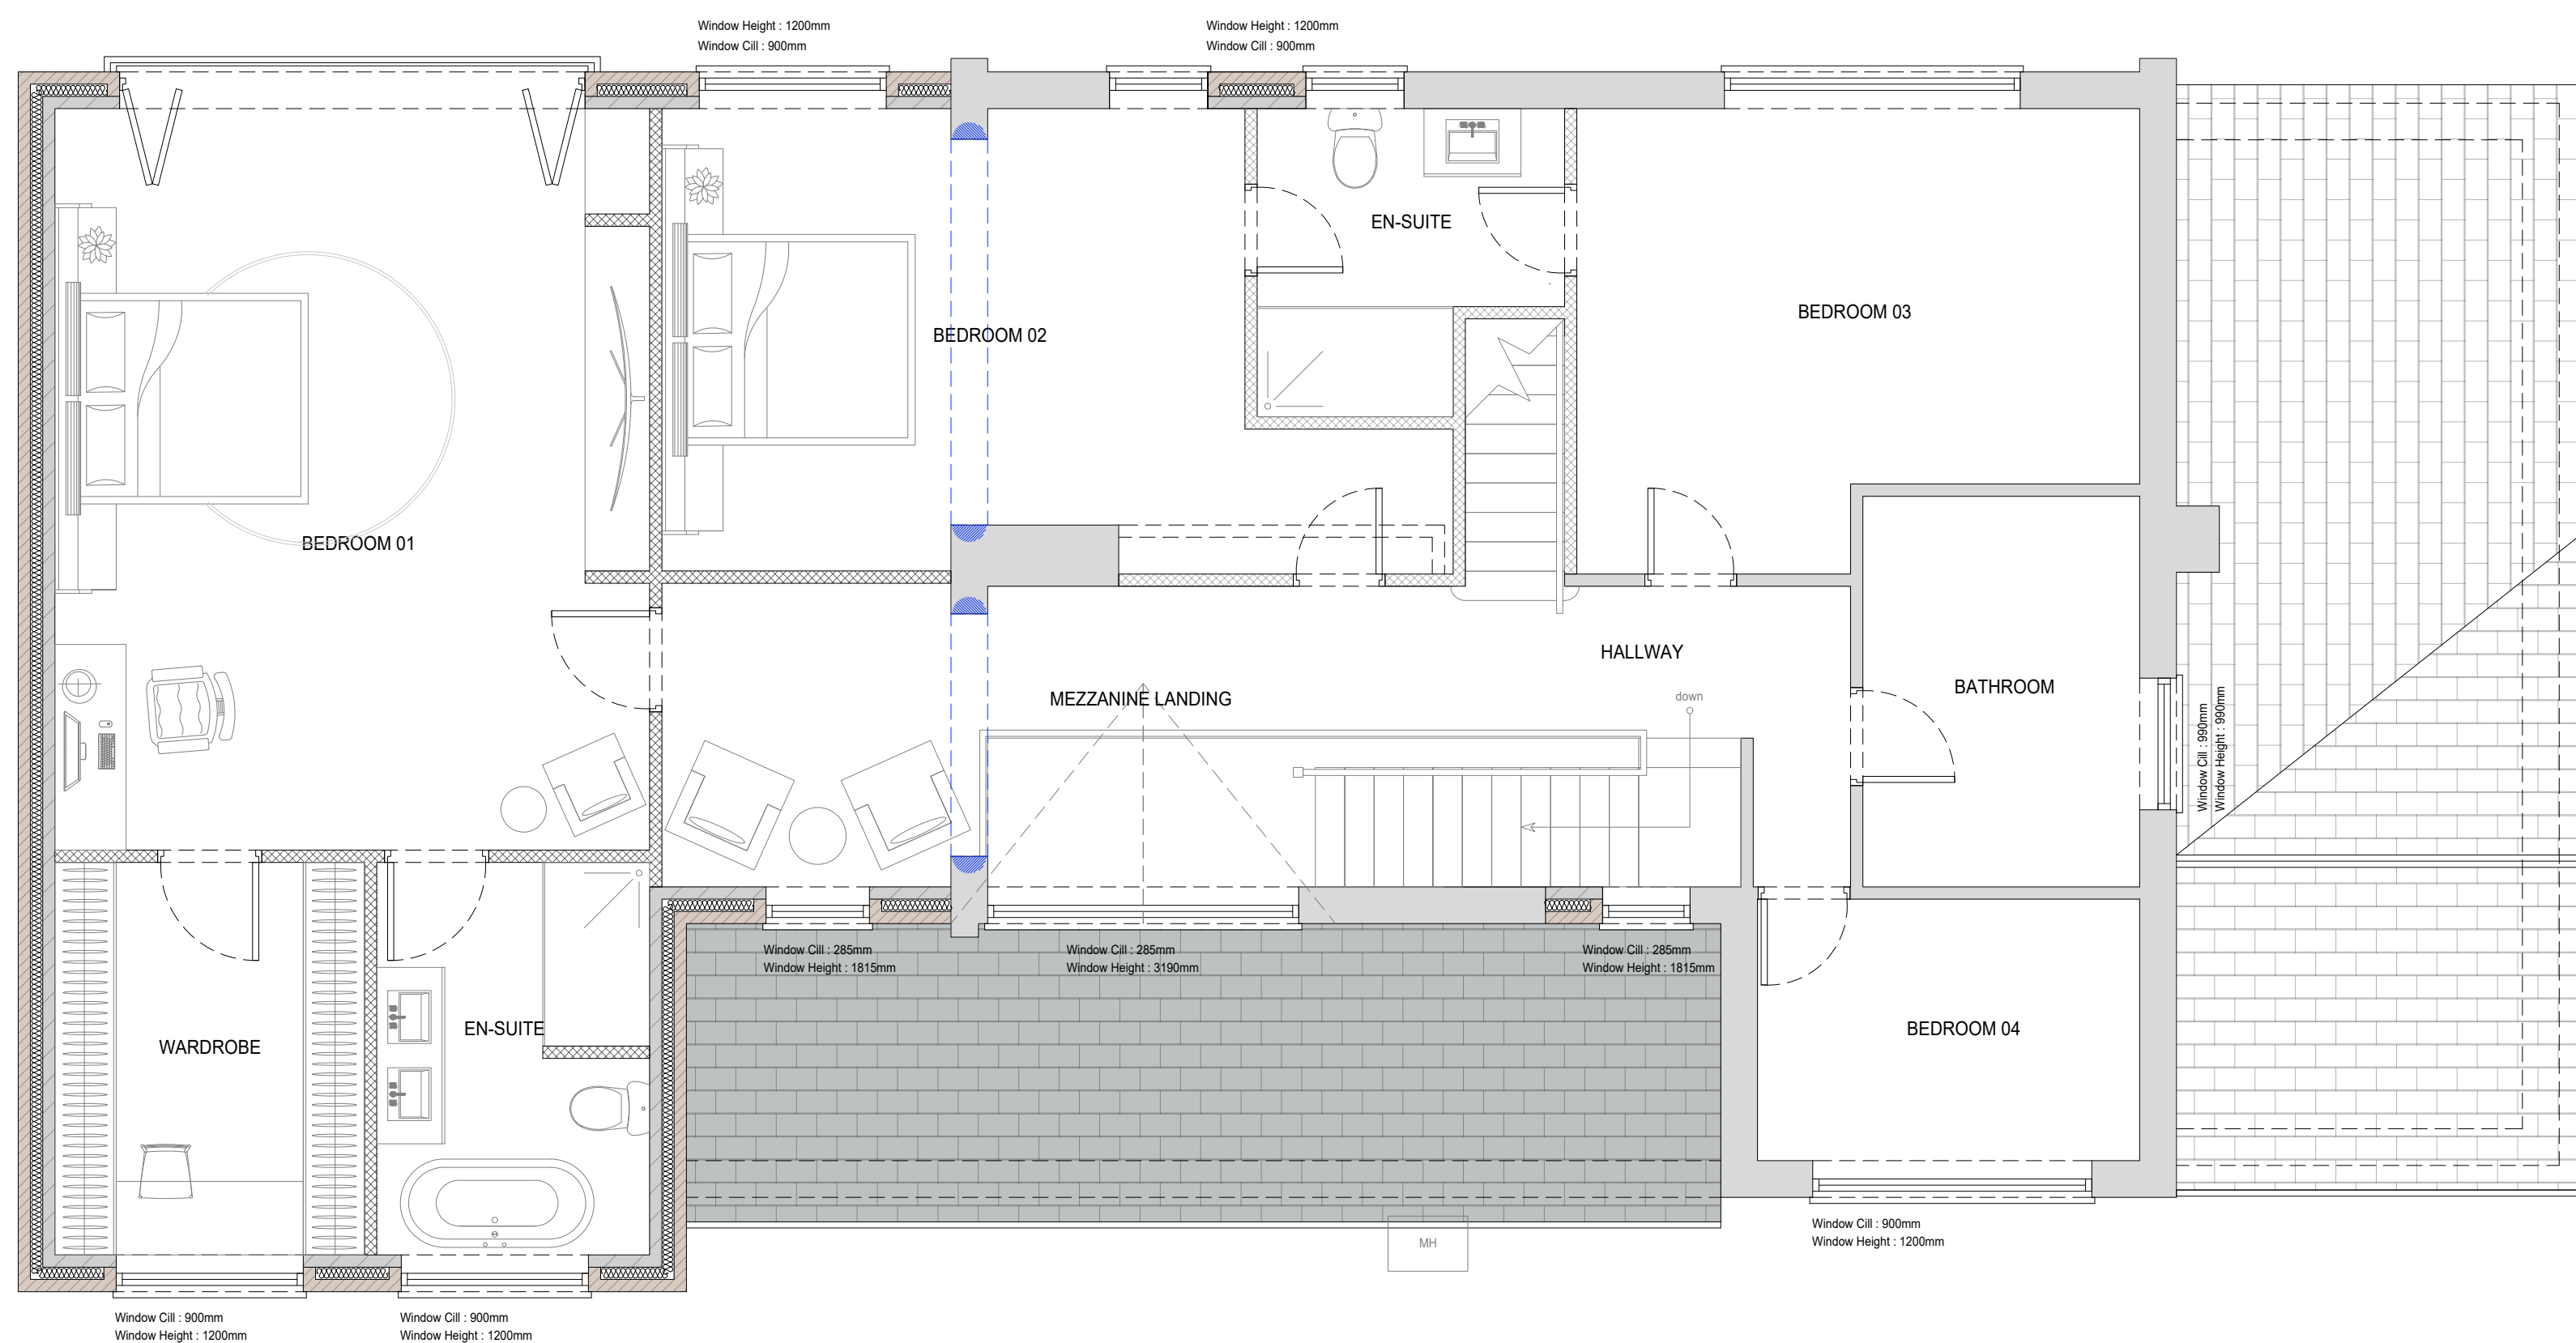 Window Height : 1200mm
Window Cill : 900mm
Window Height : 1200mm
Window Cill : 900mm
EN-SUITE
BEDROOM 03
BEDROOM 02
BEDROOM 01
HALLWAY
BATHROOM
MEZZANINE LANDING
down
Window Cill : 990mm
Window Height : 990mm
Window Cill : 285mm
Window Height : 1815mm
Window Cill : 285mm
Window Height : 3190mm
Window Cill : 285mm
Window Height : 1815mm
EN-SUITE
BEDROOM 04
WARDROBE
Window Cill : 900mm
Window Height : 1200mm
MH
Window Cill : 900mm
Window Height : 1200mm
Window Cill : 900mm
Window Height : 1200mm